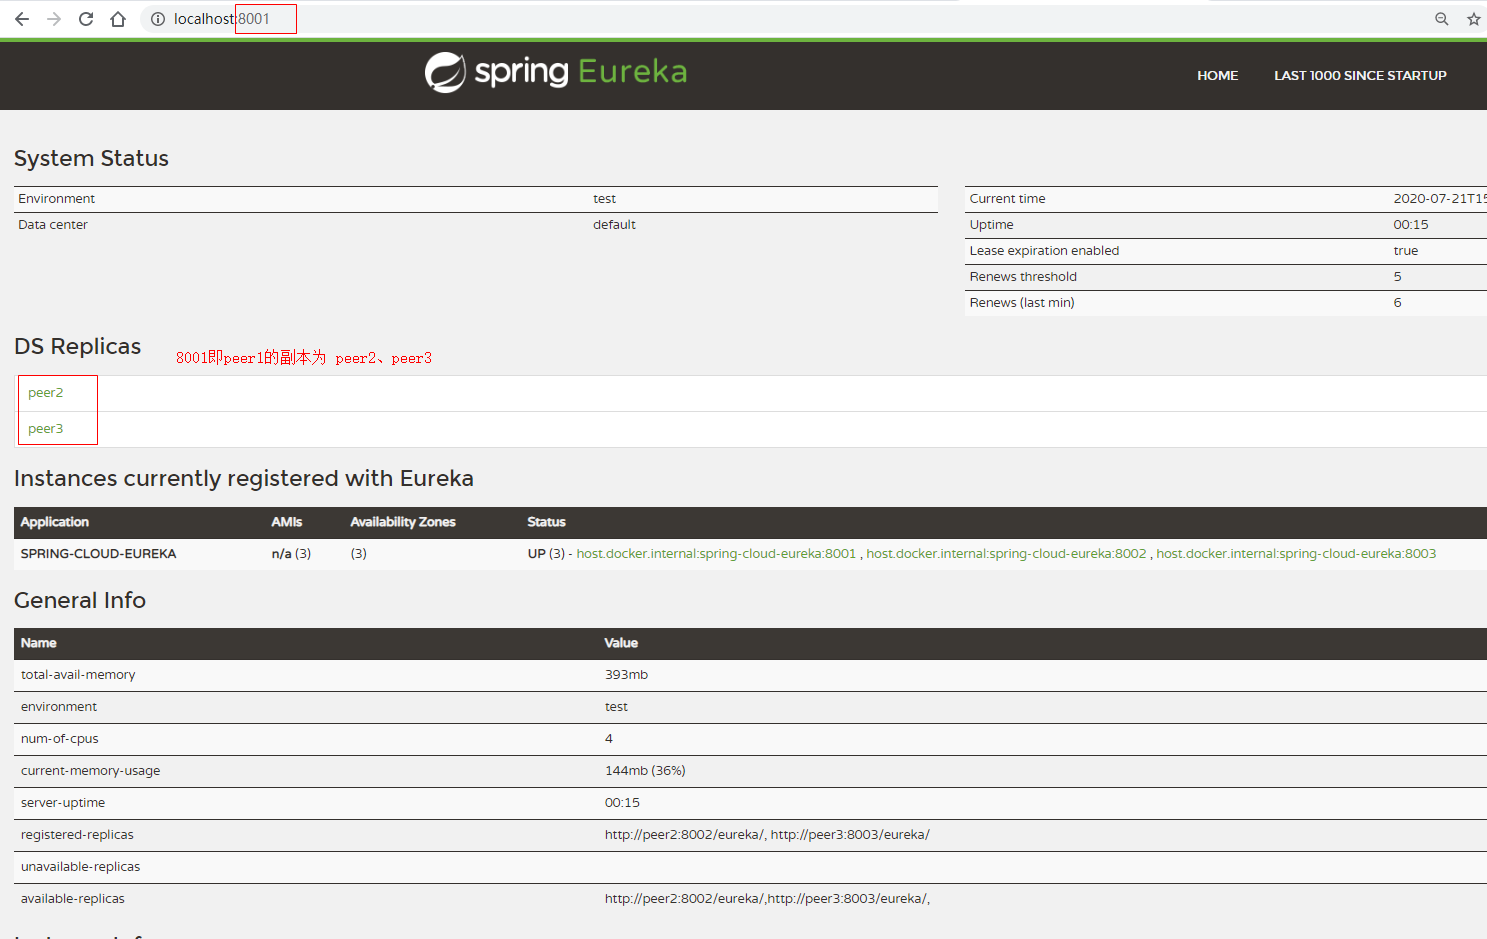 localhost:8001
spring Eureka
HOME LAST 1000 SINCE STARTUP
System Status
Environment test
Data center default
Current time 2020-07-21T15
Uptime 00:15
Lease expiration enabled true
Renews threshold 5
Renews (last min) 6
DS Replicas
8001即peer1的副本为 peer2、peer3
peer2
peer3
Instances currently registered with Eureka
Application AMIs Availability Zones Status
SPRING-CLOUD-EUREKA n/a (3) (3) UP (3) - host.docker.internal:spring-cloud-eureka:8001 , host.docker.internal:spring-cloud-eureka:8002 , host.docker.internal:spring-cloud-eureka:8003
General Info
Name Value
total-avail-memory 393mb
environment test
num-of-cpus 4
current-memory-usage 144mb (36%)
server-uptime 00:15
registered-replicas http://peer2:8002/eureka/, http://peer3:8003/eureka/
unavailable-replicas
available-replicas http://peer2:8002/eureka/,http://peer3:8003/eureka/,